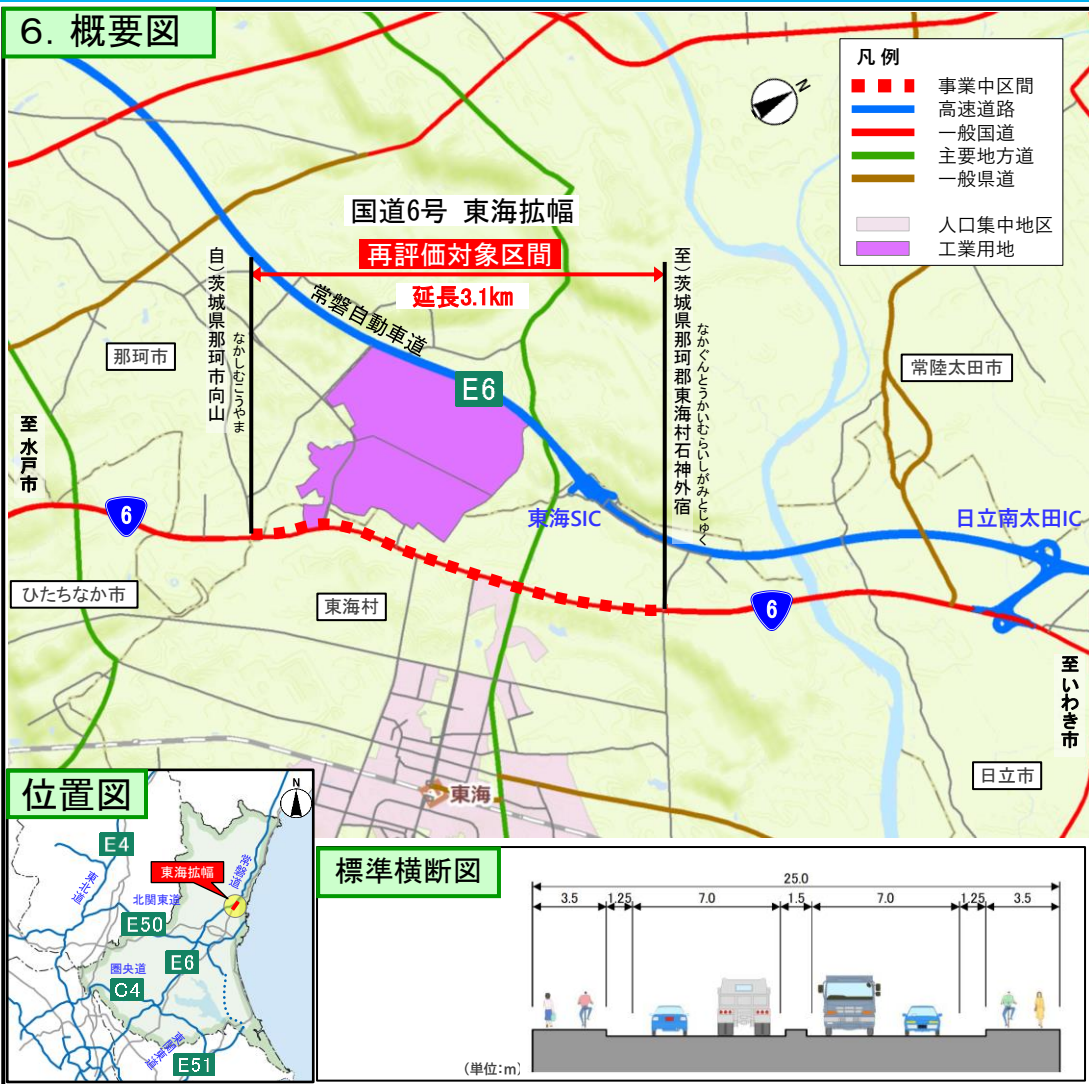 6. 概要図
凡例
事業中区間
高速道路
一般国道
主要地方道
一般県道
人口集中地区
工業用地
N
国道6号 東海拡幅
再評価対象区間
延長3.1km
自)茨城県那珂市向山
なかしむこうやま
至)茨城県那珂郡東海村石神外宿
なかぐんとうかいむらいしがみとじゅく
常磐自動車道
E6
那珂市
常陸太田市
至水戸市
6
東海SIC
日立南太田IC
ひたちなか市
東海村
6
至いわき市
日立市
東海
位置図
N
E4
東海拡幅
常磐道
東北道
北関東道
E50
E6
圏央道
C4
東関東道
E51
標準横断図
25.0
3.5 1.25 7.0 1.5 7.0 1.25 3.5
(単位:m)